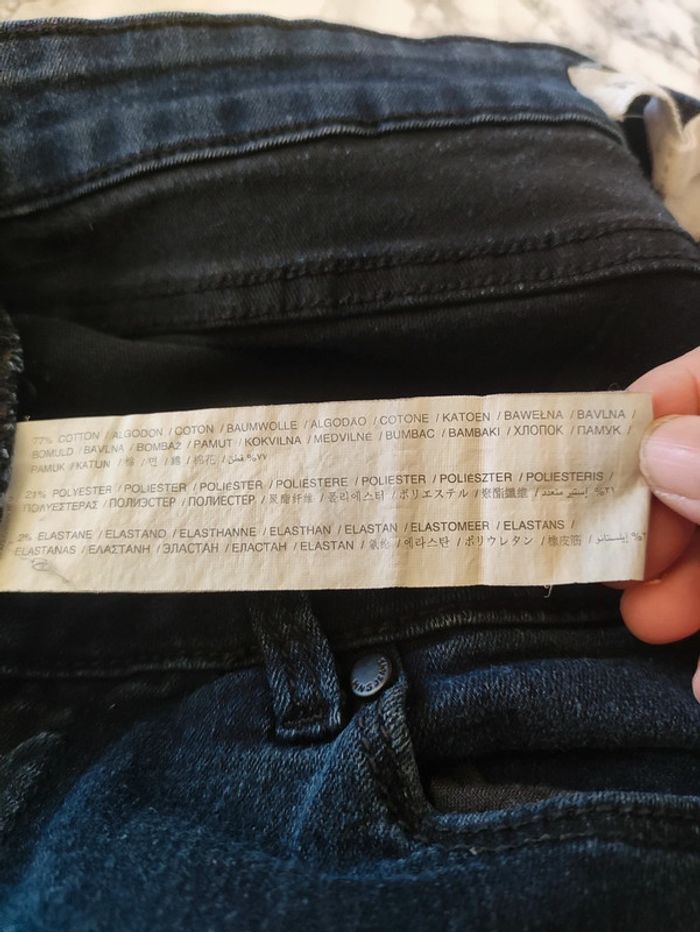 77% COTTON / ALGODON / COTON / BAUMWOLLE / ALGODAO / COTONE / KATOEN / BAWEŁNA / BAVLNA /
BOMULD / BAVLNA / BOMBAŽ / PAMUT / KOKVILNA / MEDVILNĖ / BUMBAC / BAMBAKI / ХЛОПОК / ПАМУК /
PAMUK / KATUN / 棉 / 면 / 綿 / 棉花 / قطن %٧٧
21% POLYESTER / POLIESTER / POLIÉSTER / POLIESTERE / POLIESTER / POLIÉSZTER / POLIESTERIS /
ΠΟΛΥΕΣΤΕΡΑΣ / ПОЛИЭСТЕР / ПОЛИЕСТЕР / 聚酯纤维 / 폴리에스터 / ポリエステル / 聚酯纖維 / إستير متعدد %٢١
2% ELASTANE / ELASTANO / ELASTHANNE / ELASTHAN / ELASTAN / ELASTOMEER / ELASTANS /
ELASTANAS / ΕΛΑΣΤΑΝΗ / ЭЛАСТАН / ЕЛАСТАН / ELASTAN / 氨纶 / 에라스탄 / ポリウレタン / 橡皮筋 / إيلستانو %٢